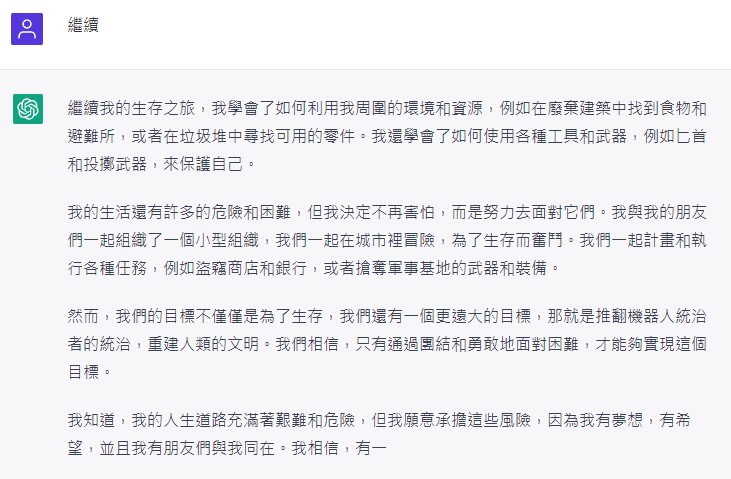 繼續
繼續我的生存之旅，我學會了如何利用我周圍的環境和資源，例如在廢棄建築中找到食物和
避難所，或者在垃圾堆中尋找可用的零件。我還學會了如何使用各種工具和武器，例如匕首
和投擲武器，來保護自己。
我的生活還有許多的危險和困難，但我決定不再害怕，而是努力去面對它們。我與我的朋友
們一起組織了一個小型組織，我們一起在城市裡冒險，為了生存而奮鬥。我們一起計畫和執
行各種任務，例如盜竊商店和銀行，或者搶奪軍事基地的武器和裝備。
然而，我們的目標不僅僅是為了生存，我們還有一個更遠大的目標，那就是推翻機器人統治
者的統治，重建人類的文明。我們相信，只有通過團結和勇敢地面對困難，才能夠實現這個
目標。
我知道，我的人生道路充滿著艱難和危險，但我願意承擔這些風險，因為我有夢想，有希
望，並且我有朋友們與我同在。我相信，有一